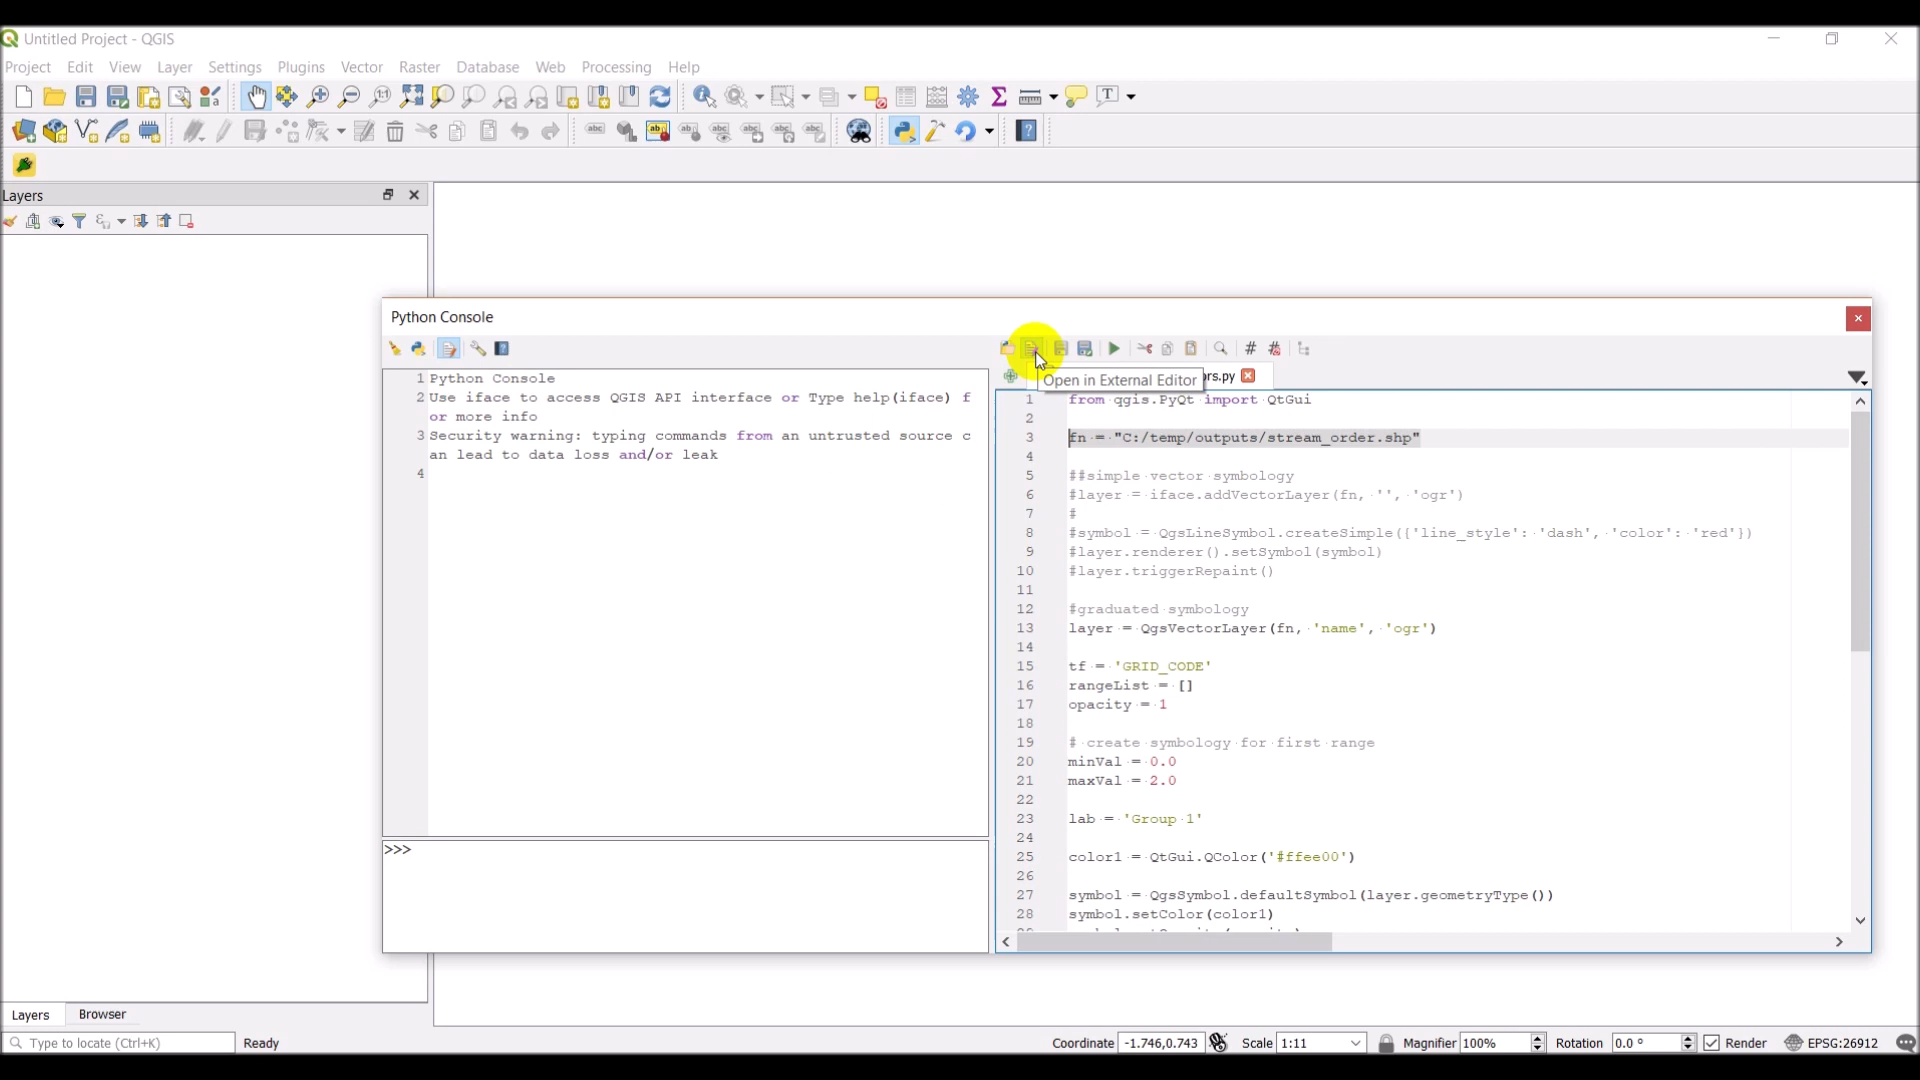 Untitled Project - QGIS
Project Edit View Layer Settings Plugins Vector Raster Database Web Processing Help
Layers
Python Console
Open in External Editor
rs.py
1 Python Console
2 Use iface to access QGIS API interface or Type help(iface) f
or more info
3 Security warning: typing commands from an untrusted source c
an lead to data loss and/or leak
4
>>>
1 from qgis.PyQt import QtGui
2
3 fn = "C:/temp/outputs/stream_order.shp"
4
5 ##simple vector symbology
6 #layer = iface.addVectorLayer(fn, '', 'ogr')
7 #
8 #symbol = QgsLineSymbol.createSimple({'line_style': 'dash', 'color': 'red'})
9 #layer.renderer().setSymbol(symbol)
10 #layer.triggerRepaint()
11
12 #graduated symbology
13 layer = QgsVectorLayer(fn, 'name', 'ogr')
14
15 tf = 'GRID_CODE'
16 rangeList = []
17 opacity = 1
18
19 # create symbology for first range
20 minVal = 0.0
21 maxVal = 2.0
22
23 lab = 'Group 1'
24
25 color1 = QtGui.QColor('#ffee00')
26
27 symbol = QgsSymbol.defaultSymbol(layer.geometryType())
28 symbol.setColor(color1)
Layers Browser
Type to locate (Ctrl+K) Ready Coordinate -1.746,0.743 Scale 1:11 Magnifier 100% Rotation 0.0 ° Render EPSG:26912